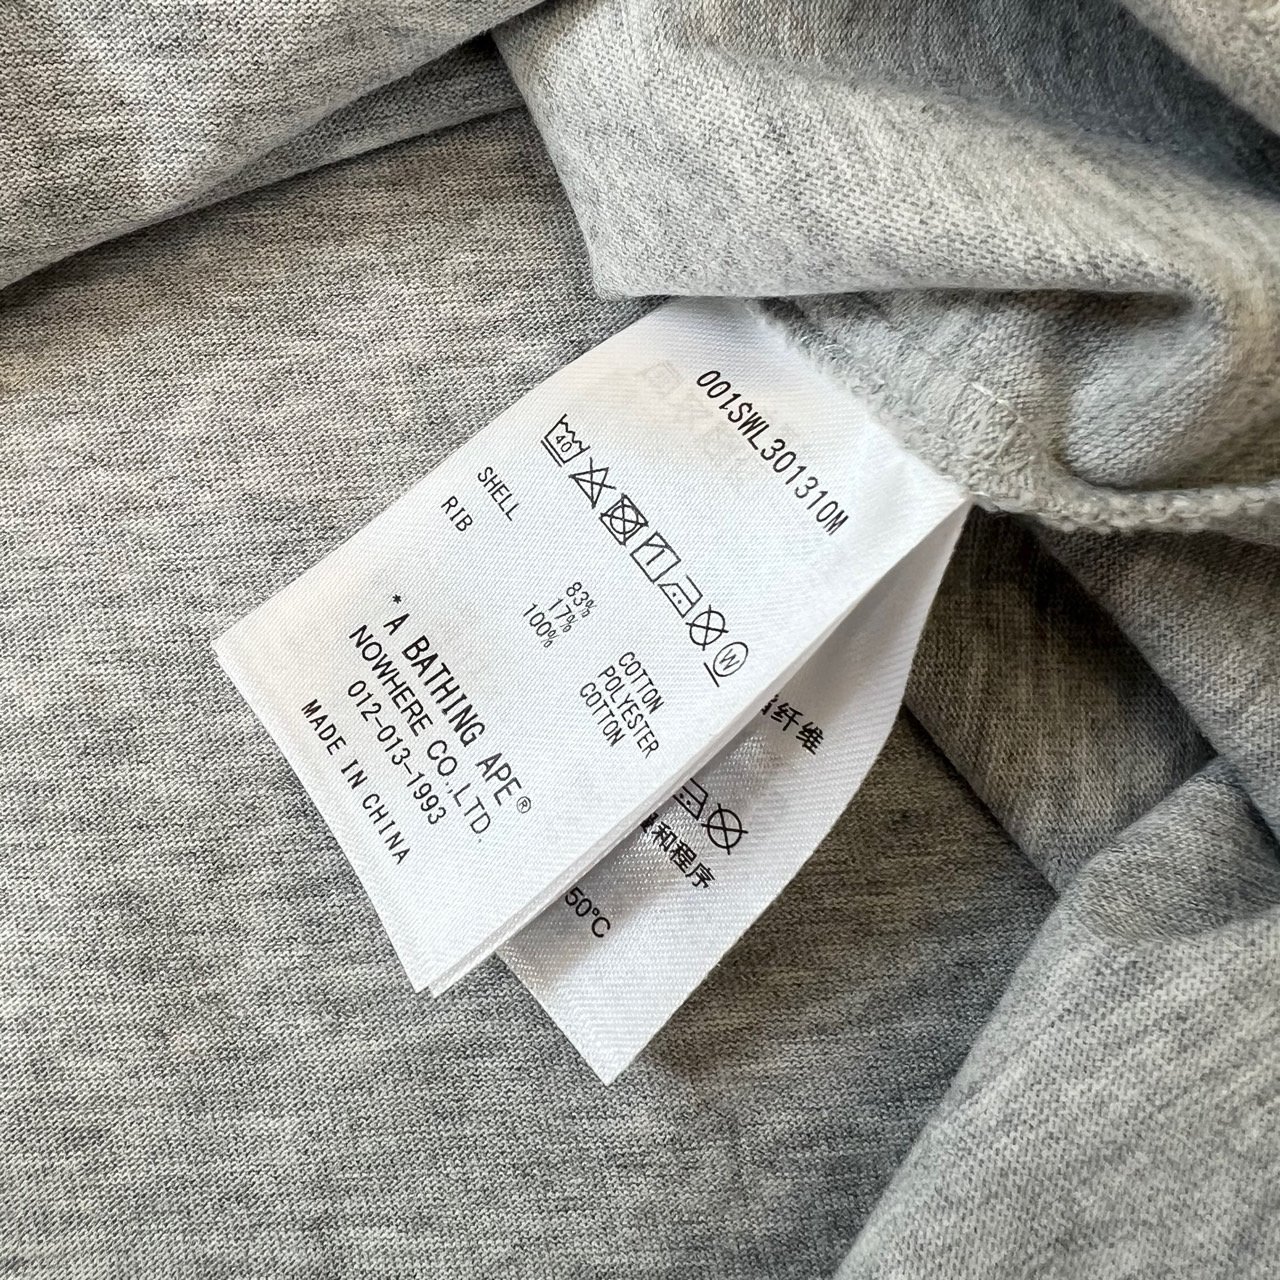 001SWL301310M
40
W
SHELL 83% COTTON
17% POLYESTER
RIB 100% COTTON
* A BATHING APE®
NOWHERE CO.,LTD.
012-013-1993
MADE IN CHINA
纤维
和程序
50℃